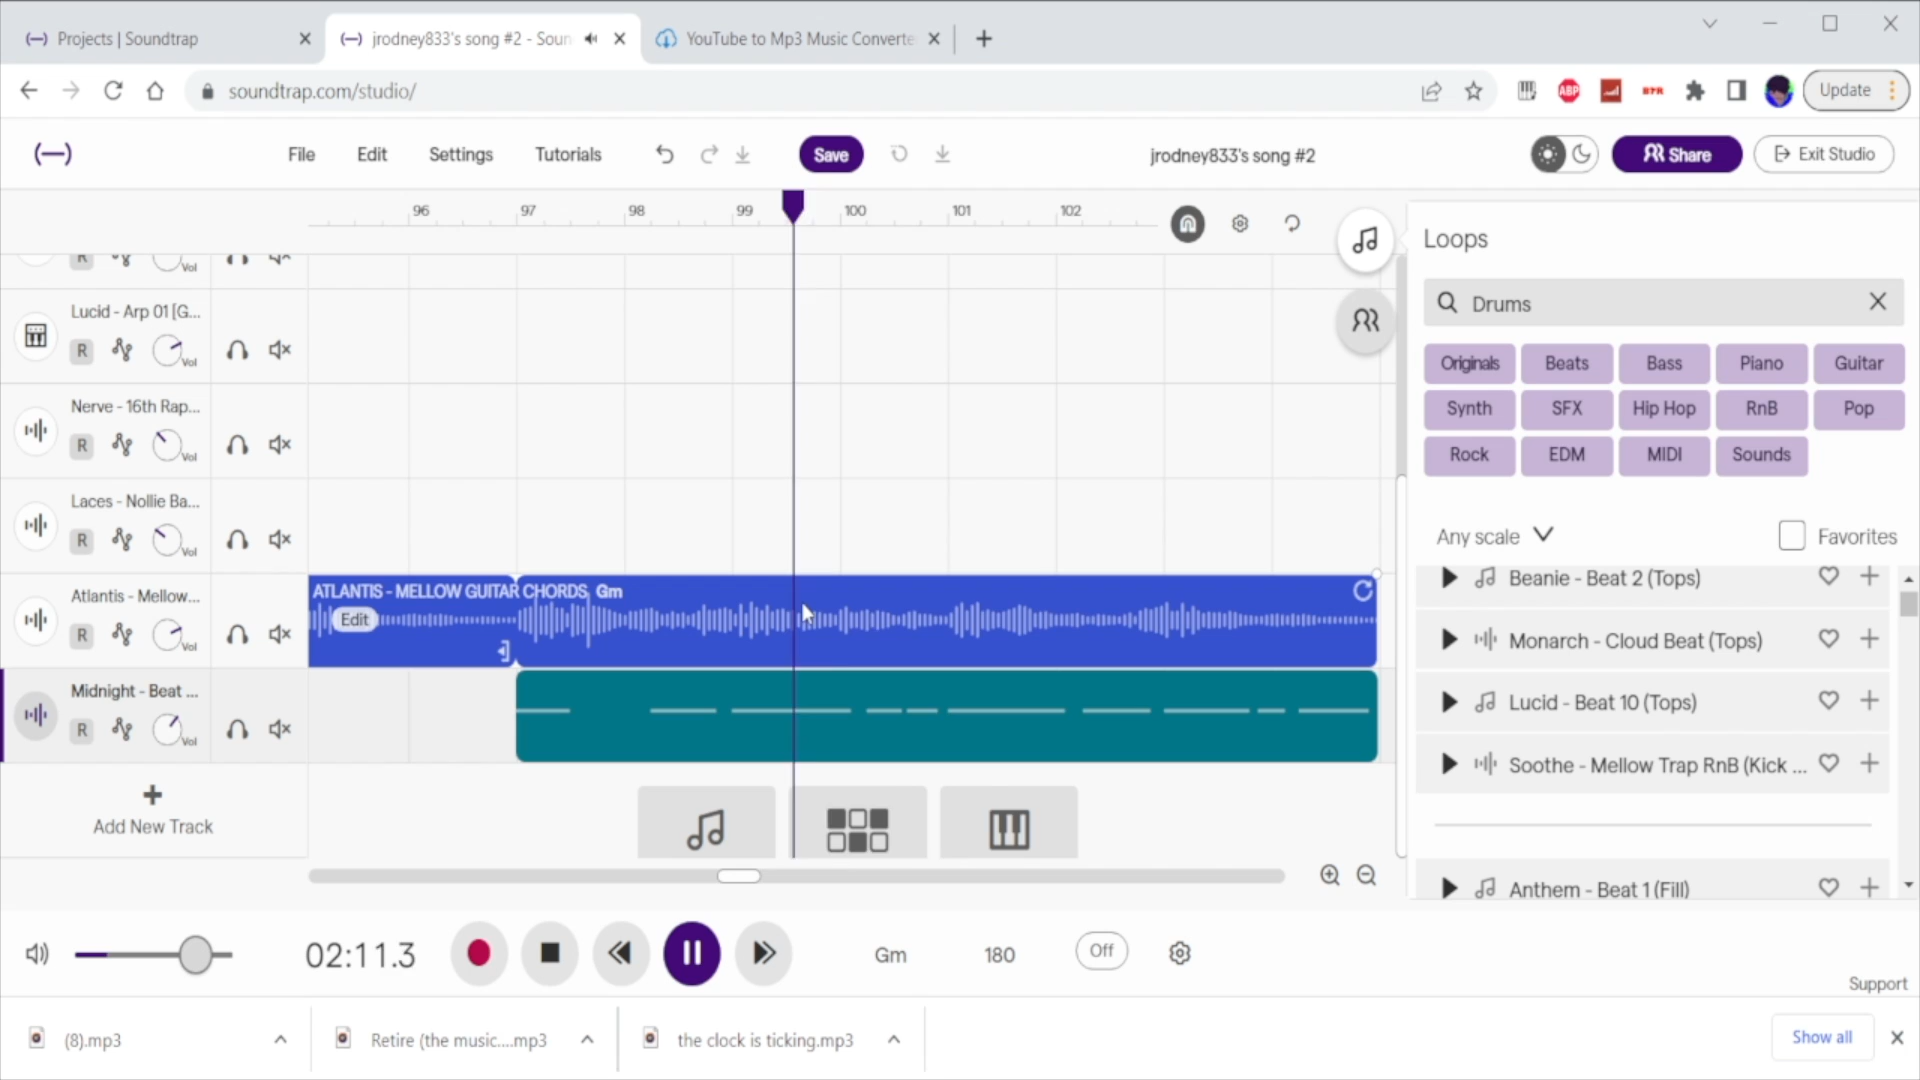 Projects | Soundtrap
jrodney833's song #2 - Soun
YouTube to Mp3 Music Converte
soundtrap.com/studio/
ABP
Update
File
Edit
Settings
Tutorials
Save
jrodney833's song #2
Share
Exit Studio
96
97
98
99
100
101
102
Loops
R
Vol
Drums
Lucid - Arp 01 [G...
R
Vol
Originals
Beats
Bass
Piano
Guitar
Nerve - 16th Rap...
R
Vol
Synth
SFX
Hip Hop
RnB
Pop
Rock
EDM
MIDI
Sounds
Laces - Nollie Ba...
R
Vol
Any scale
Favorites
Atlantis - Mellow...
R
Vol
ATLANTIS - MELLOW GUITAR CHORDS, Gm
Edit
Beanie - Beat 2 (Tops)
Monarch - Cloud Beat (Tops)
Midnight - Beat ...
R
Vol
Lucid - Beat 10 (Tops)
Soothe - Mellow Trap RnB (Kick ...
Add New Track
Anthem - Beat 1 (Fill)
02:11.3
Gm
180
Off
Support
(8).mp3
Retire (the music....mp3
the clock is ticking.mp3
Show all